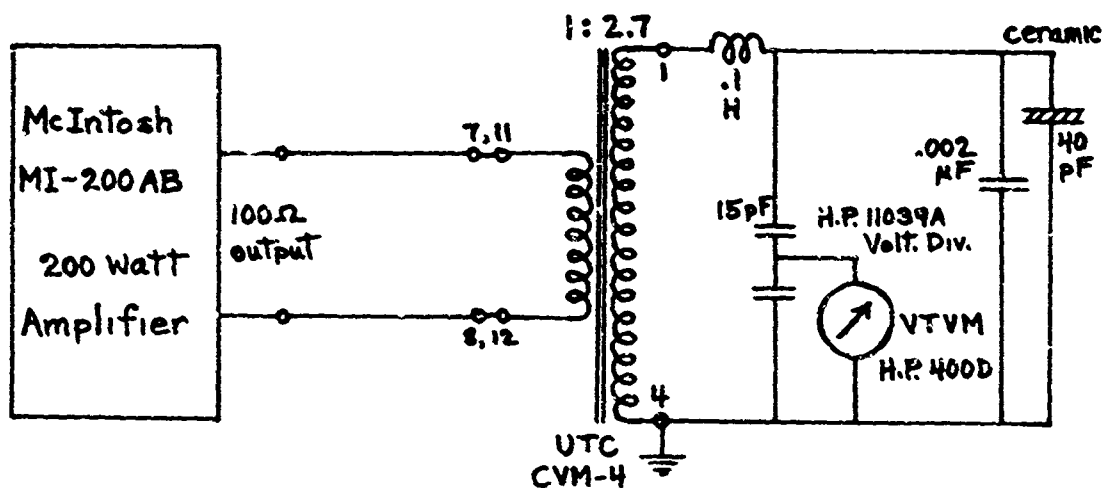 McIntosh
MI-200AB
200 Watt
Amplifier
100Ω
output
7,11
8,12
1:2.7
1
4
UTC
CVM-4
.1
H
15pF
H.P. 11039A
Volt. Div.
VTVM
H.P. 400D
.002
µF
ceramic
40
pF